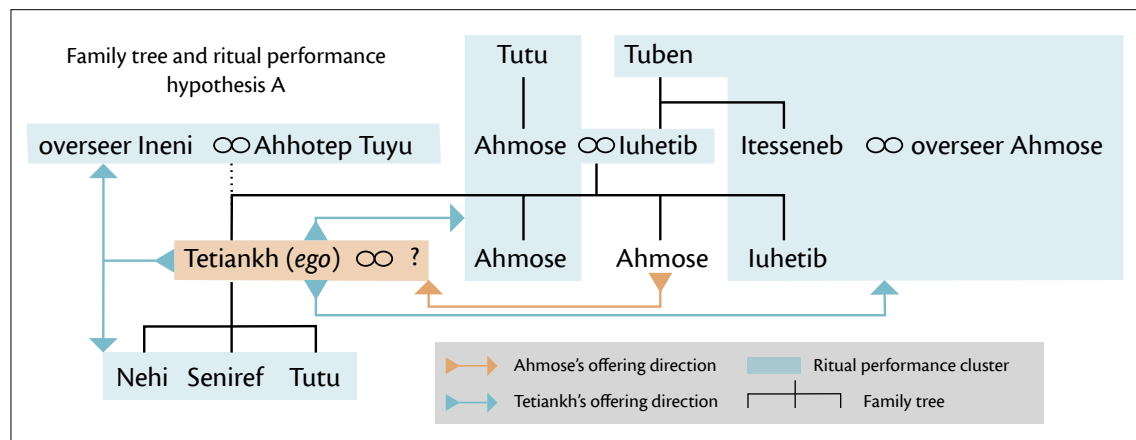 Family tree and ritual performance
hypothesis A
Tutu
Tuben
overseer Ineni ∞ Ahhotep Tuyu
Ahmose ∞ Iuhetib
Itesseneb ∞ overseer Ahmose
Tetiankh (ego) ∞ ?
Ahmose
Ahmose
Iuhetib
Nehi Seniref Tutu
Ahmose's offering direction
Ritual performance cluster
Tetiankh's offering direction
Family tree